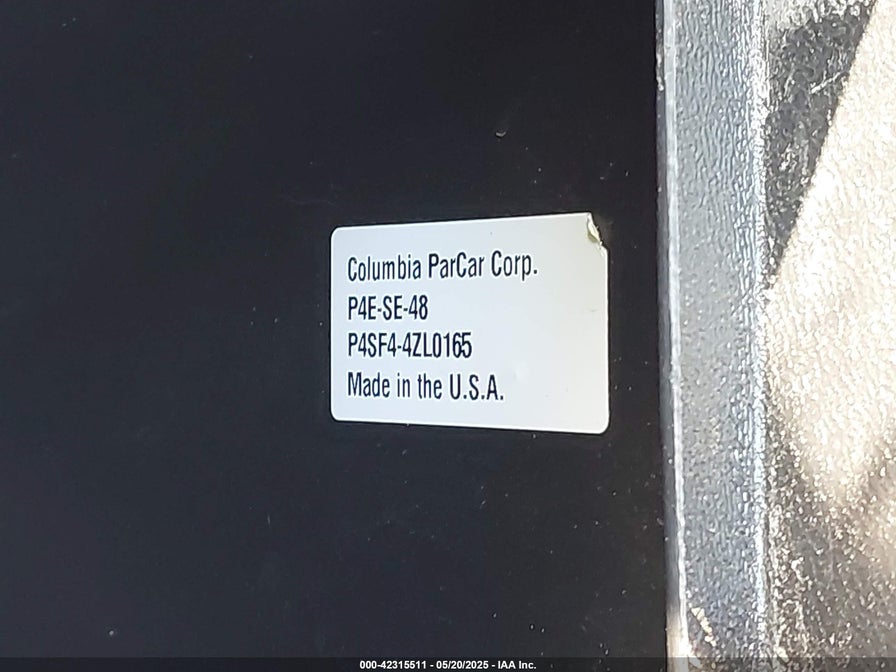 Columbia ParCar Corp.
P4E-SE-48
P4SF4-4ZL0165
Made in the U.S.A.
000-42315511 - 05/20/2025 - IAA Inc.